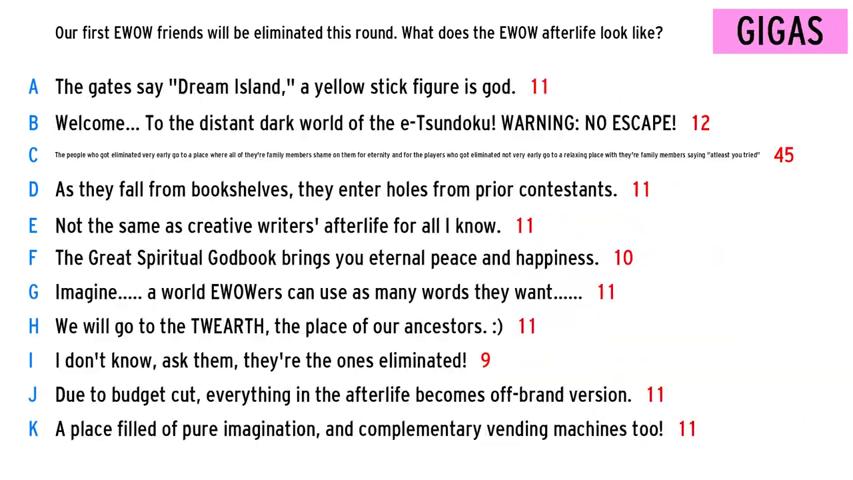 Our first EWOW friends will be eliminated this round. What does the EWOW afterlife look like?
GIGAS
A The gates say "Dream Island," a yellow stick figure is god. 11
B Welcome... To the distant dark world of the e-Tsundoku! WARNING: NO ESCAPE! 12
C The people who got eliminated very early go to a place where all of they're family members shame on them for eternity and for the players who got eliminated not very early go to a relaxing place with they're family members saying "atleast you tried" 45
D As they fall from bookshelves, they enter holes from prior contestants. 11
E Not the same as creative writers' afterlife for all I know. 11
F The Great Spiritual Godbook brings you eternal peace and happiness. 10
G Imagine..... a world EWOWers can use as many words they want...... 11
H We will go to the TWEARTH, the place of our ancestors. :) 11
I I don't know, ask them, they're the ones eliminated! 9
J Due to budget cut, everything in the afterlife becomes off-brand version. 11
K A place filled of pure imagination, and complementary vending machines too! 11